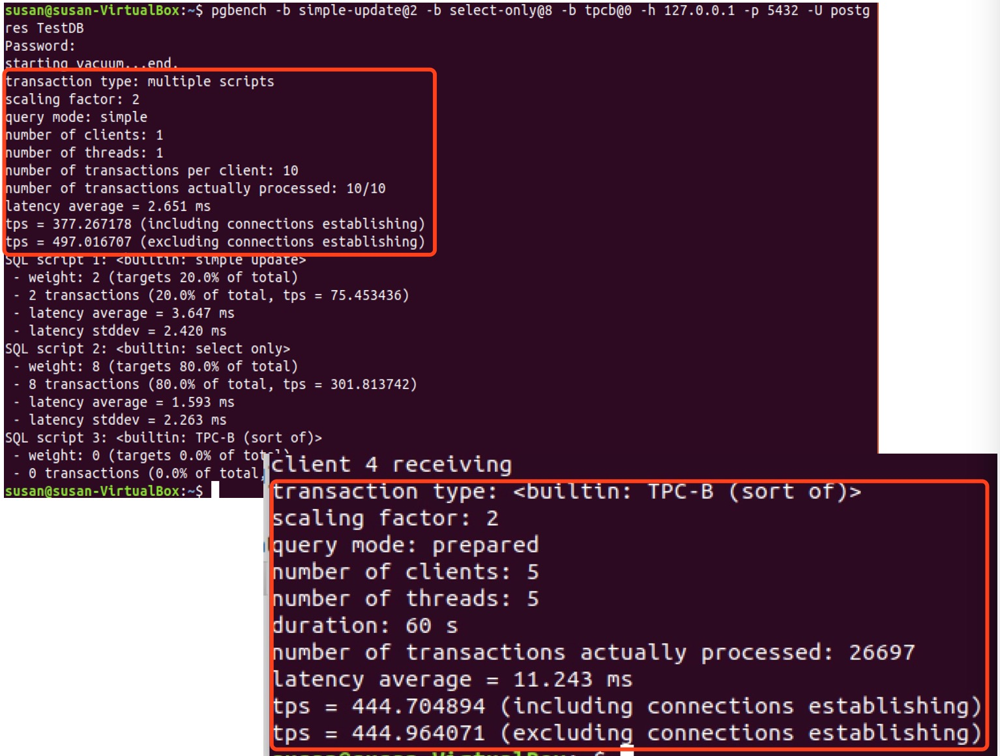 susan@susan-VirtualBox:~$ pgbench -b simple-update@2 -b select-only@8 -b tpcb@0 -h 127.0.0.1 -p 5432 -U postg
res TestDB
Password:
starting vacuum...end.
transaction type: multiple scripts
scaling factor: 2
query mode: simple
number of clients: 1
number of threads: 1
number of transactions per client: 10
number of transactions actually processed: 10/10
latency average = 2.651 ms
tps = 377.267178 (including connections establishing)
tps = 497.016707 (excluding connections establishing)
SQL script 1: <builtin: simple update>
 - weight: 2 (targets 20.0% of total)
 - 2 transactions (20.0% of total, tps = 75.453436)
 - latency average = 3.647 ms
 - latency stddev = 2.420 ms
SQL script 2: <builtin: select only>
 - weight: 8 (targets 80.0% of total)
 - 8 transactions (80.0% of total, tps = 301.813742)
 - latency average = 1.593 ms
 - latency stddev = 2.263 ms
SQL script 3: <builtin: TPC-B (sort of)>
 - weight: 0 (targets 0.0% of total)
 - 0 transactions (0.0% of total,
susan@susan-VirtualBox:~$
client 4 receiving
transaction type: <builtin: TPC-B (sort of)>
scaling factor: 2
query mode: prepared
number of clients: 5
number of threads: 5
duration: 60 s
number of transactions actually processed: 26697
latency average = 11.243 ms
tps = 444.704894 (including connections establishing)
tps = 444.964071 (excluding connections establishing)